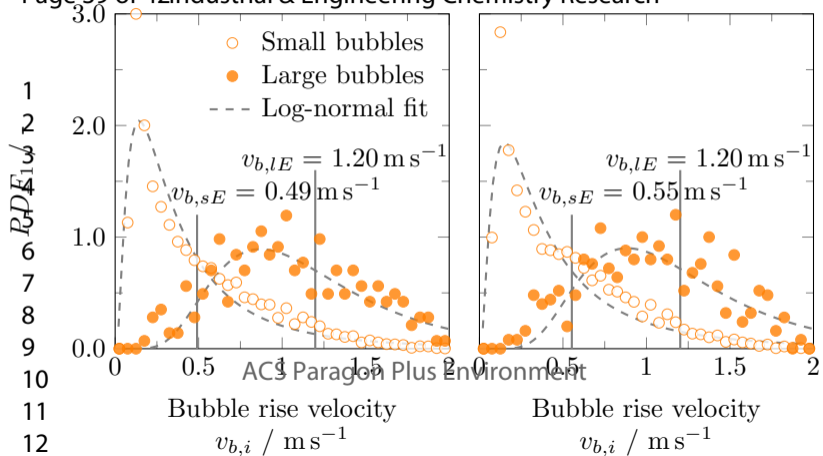 Page 39 of 42Industrial & Engineering Chemistry Research
3.0
Small bubbles
Large bubbles
Log-normal fit
1
2
2.0
3
v_{b,lE} = 1.20 m s⁻¹
v_{b,lE} = 1.20 m s⁻¹
4
v_{b,sE} = 0.49 m s⁻¹
v_{b,sE} = 0.55 m s⁻¹
5
6
1.0
7
8
9
0.0
0 0.5 1 1.5 2
0 0.5 1 1.5 2
ACS Paragon Plus Environment
10
11
Bubble rise velocity
Bubble rise velocity
12
v_{b,i} / m s⁻¹
v_{b,i} / m s⁻¹